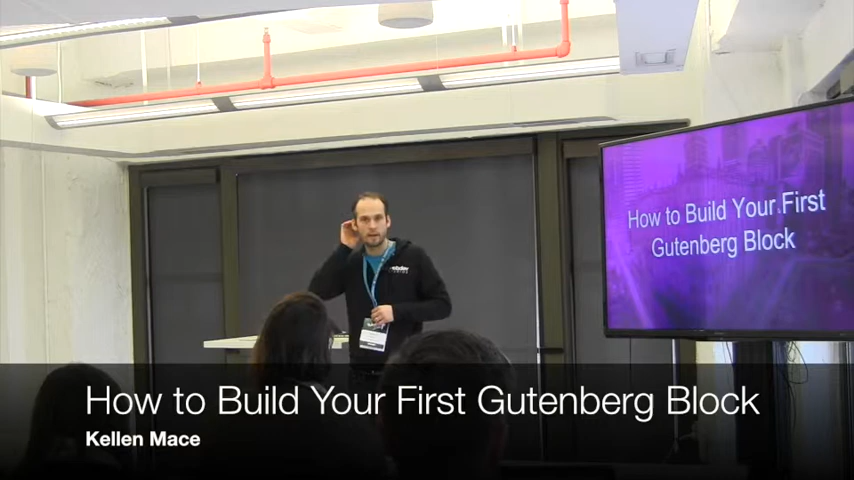 How to Build Your First
Gutenberg Block
How to Build Your First Gutenberg Block
Kellen Mace